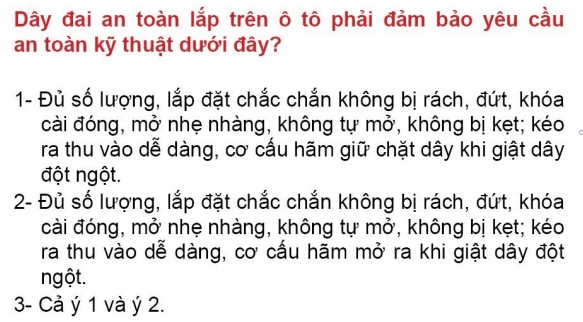 Dây đai an toàn lắp trên ô tô phải đảm bảo yêu cầu
an toàn kỹ thuật dưới đây?
1- Đủ số lượng, lắp đặt chắc chắn không bị rách, đứt, khóa
cài đóng, mở nhẹ nhàng, không tự mở, không bị kẹt; kéo
ra thu vào dễ dàng, cơ cấu hãm giữ chặt dây khi giật dây
đột ngột.
2- Đủ số lượng, lắp đặt chắc chắn không bị rách, đứt, khóa
cài đóng, mở nhẹ nhàng, không tự mở, không bị kẹt; kéo
ra thu vào dễ dàng, cơ cấu hãm mở ra khi giật dây đột
ngột.
3- Cả ý 1 và ý 2.